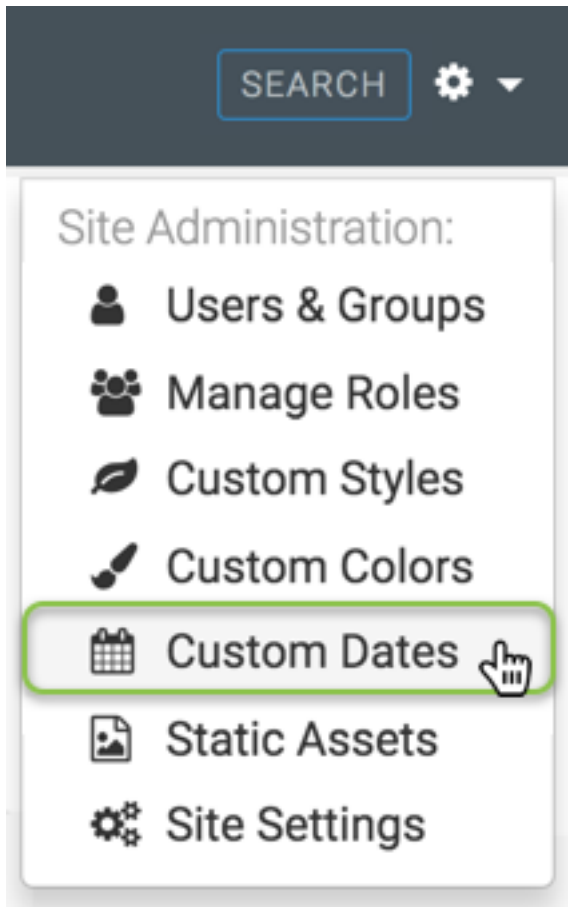 SEARCH
Site Administration:
Users & Groups
Manage Roles
Custom Styles
Custom Colors
Custom Dates
Static Assets
Site Settings